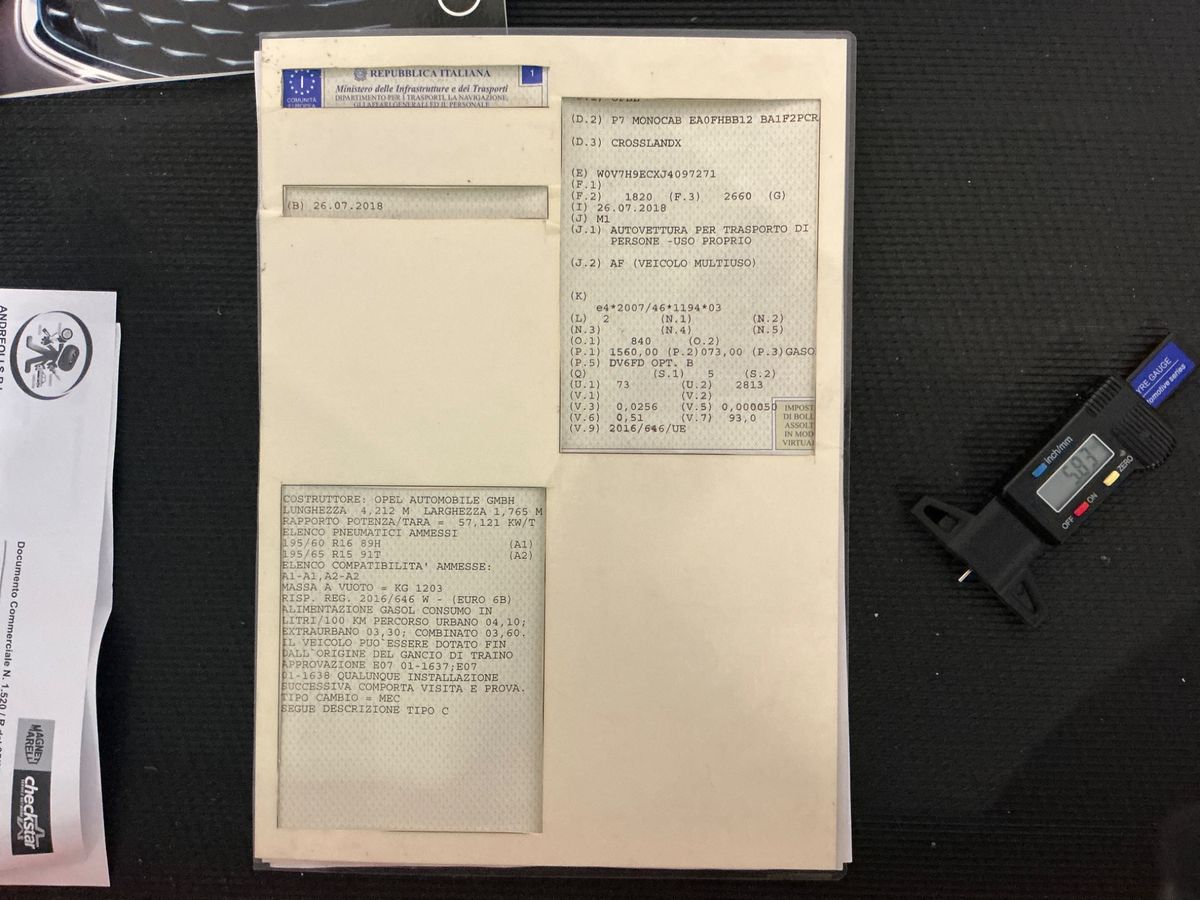 REPUBBLICA ITALIANA
1
Ministero delle Infrastrutture e dei Trasporti
COMUNITÀ EUROPEA
DIPARTIMENTO PER I TRASPORTI, LA NAVIGAZIONE,
GLI AFFARI GENERALI ED IL PERSONALE
(B) 26.07.2018
COSTRUTTORE: OPEL AUTOMOBILE GMBH
LUNGHEZZA 4,212 M LARGHEZZA 1,765 M
RAPPORTO POTENZA/TARA = 57,121 KW/T
ELENCO PNEUMATICI AMMESSI
195/60 R16 89H (A1)
195/65 R15 91T (A2)
ELENCO COMPATIBILITA' AMMESSE:
A1-A1,A2-A2
MASSA A VUOTO = KG 1203
RISP. REG. 2016/646 W - (EURO 6B)
ALIMENTAZIONE GASOL CONSUMO IN
LITRI/100 KM PERCORSO URBANO 04,10;
EXTRAURBANO 03,30; COMBINATO 03,60.
IL VEICOLO PUO`ESSERE DOTATO FIN
DALL`ORIGINE DEL GANCIO DI TRAINO
APPROVAZIONE E07 01-1637;E07
01-1638 QUALUNQUE INSTALLAZIONE
SUCCESSIVA COMPORTA VISITA E PROVA.
TIPO CAMBIO = MEC
SEGUE DESCRIZIONE TIPO C
(D.2) P7 MONOCAB EA0FHBB12 BA1F2PCR
(D.3) CROSSLANDX
(E) W0V7H9ECXJ4097271
(F.1)
(F.2) 1820 (F.3) 2660 (G)
(I) 26.07.2018
(J) M1
(J.1) AUTOVETTURA PER TRASPORTO DI
PERSONE -USO PROPRIO
(J.2) AF (VEICOLO MULTIUSO)
(K)
e4*2007/46*1194*03
(L) 2 (N.1) (N.2)
(N.3) (N.4) (N.5)
(O.1) 840 (O.2)
(P.1) 1560,00 (P.2)073,00 (P.3)GASO
(P.5) DV6FD OPT. B
(Q) (S.1) 5 (S.2)
(U.1) 73 (U.2) 2813
(V.1) (V.2)
(V.3) 0,0256 (V.5) 0,000050
(V.6) 0,51 (V.7) 93,0
(V.9) 2016/646/UE
IMPOST
DI BOLL
ASSOLT
IN MOD
VIRTUA
Documento Commerciale N. 1.520 /
MAGNETI
MARELLI
checkstar
YRE GAUGE
tomotive series
inch/mm
5.83
ZERO
OFF ON